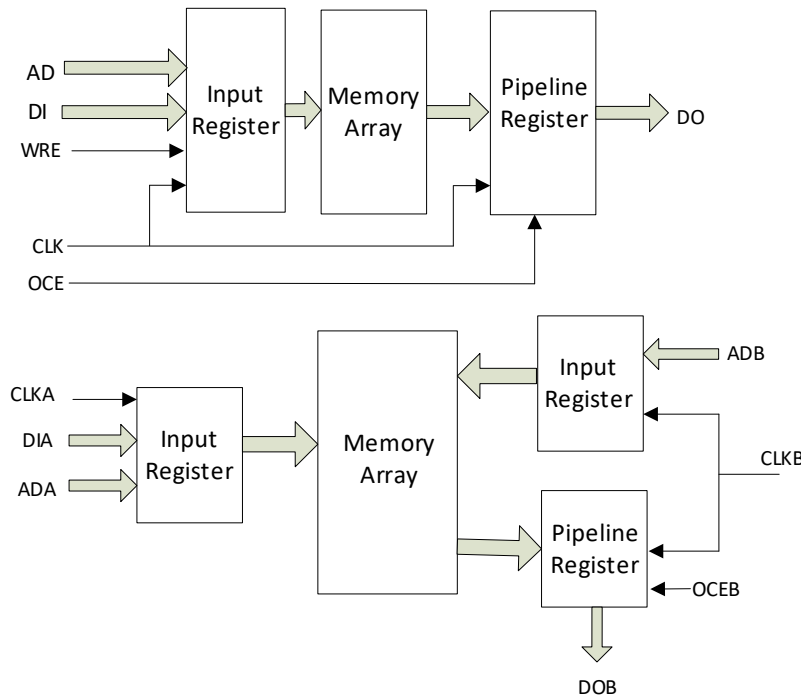 AD
DI
WRE
CLK
OCE
Input
Register
Memory
Array
Pipeline
Register
DO
CLKA
DIA
ADA
Input
Register
Memory
Array
Input
Register
ADB
CLKB
Pipeline
Register
OCEB
DOB